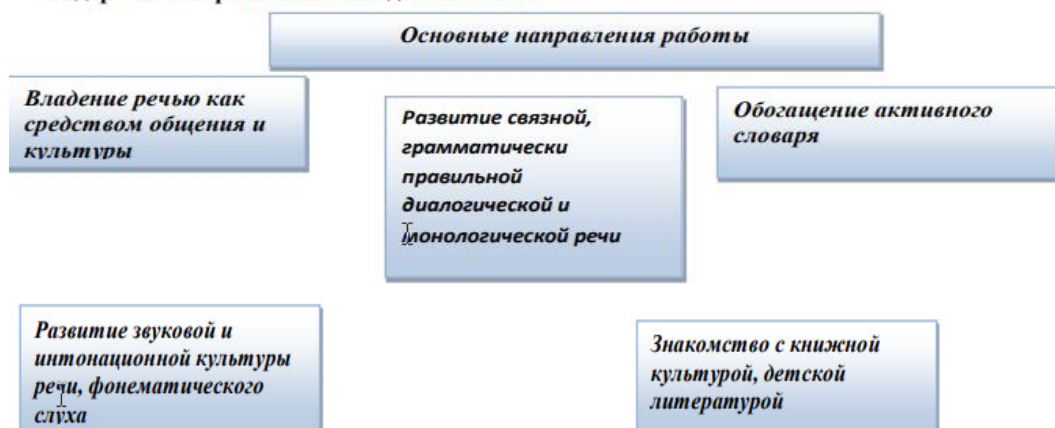 Основные направления работы
Владение речью как
средством общения и
культуры
Развитие связной,
грамматически
правильной
диалогической и
монологической речи
Обогащение активного
словаря
Развитие звуковой и
интонационной культуры
речи, фонематического
слуха
Знакомство с книжной
культурой, детской
литературой